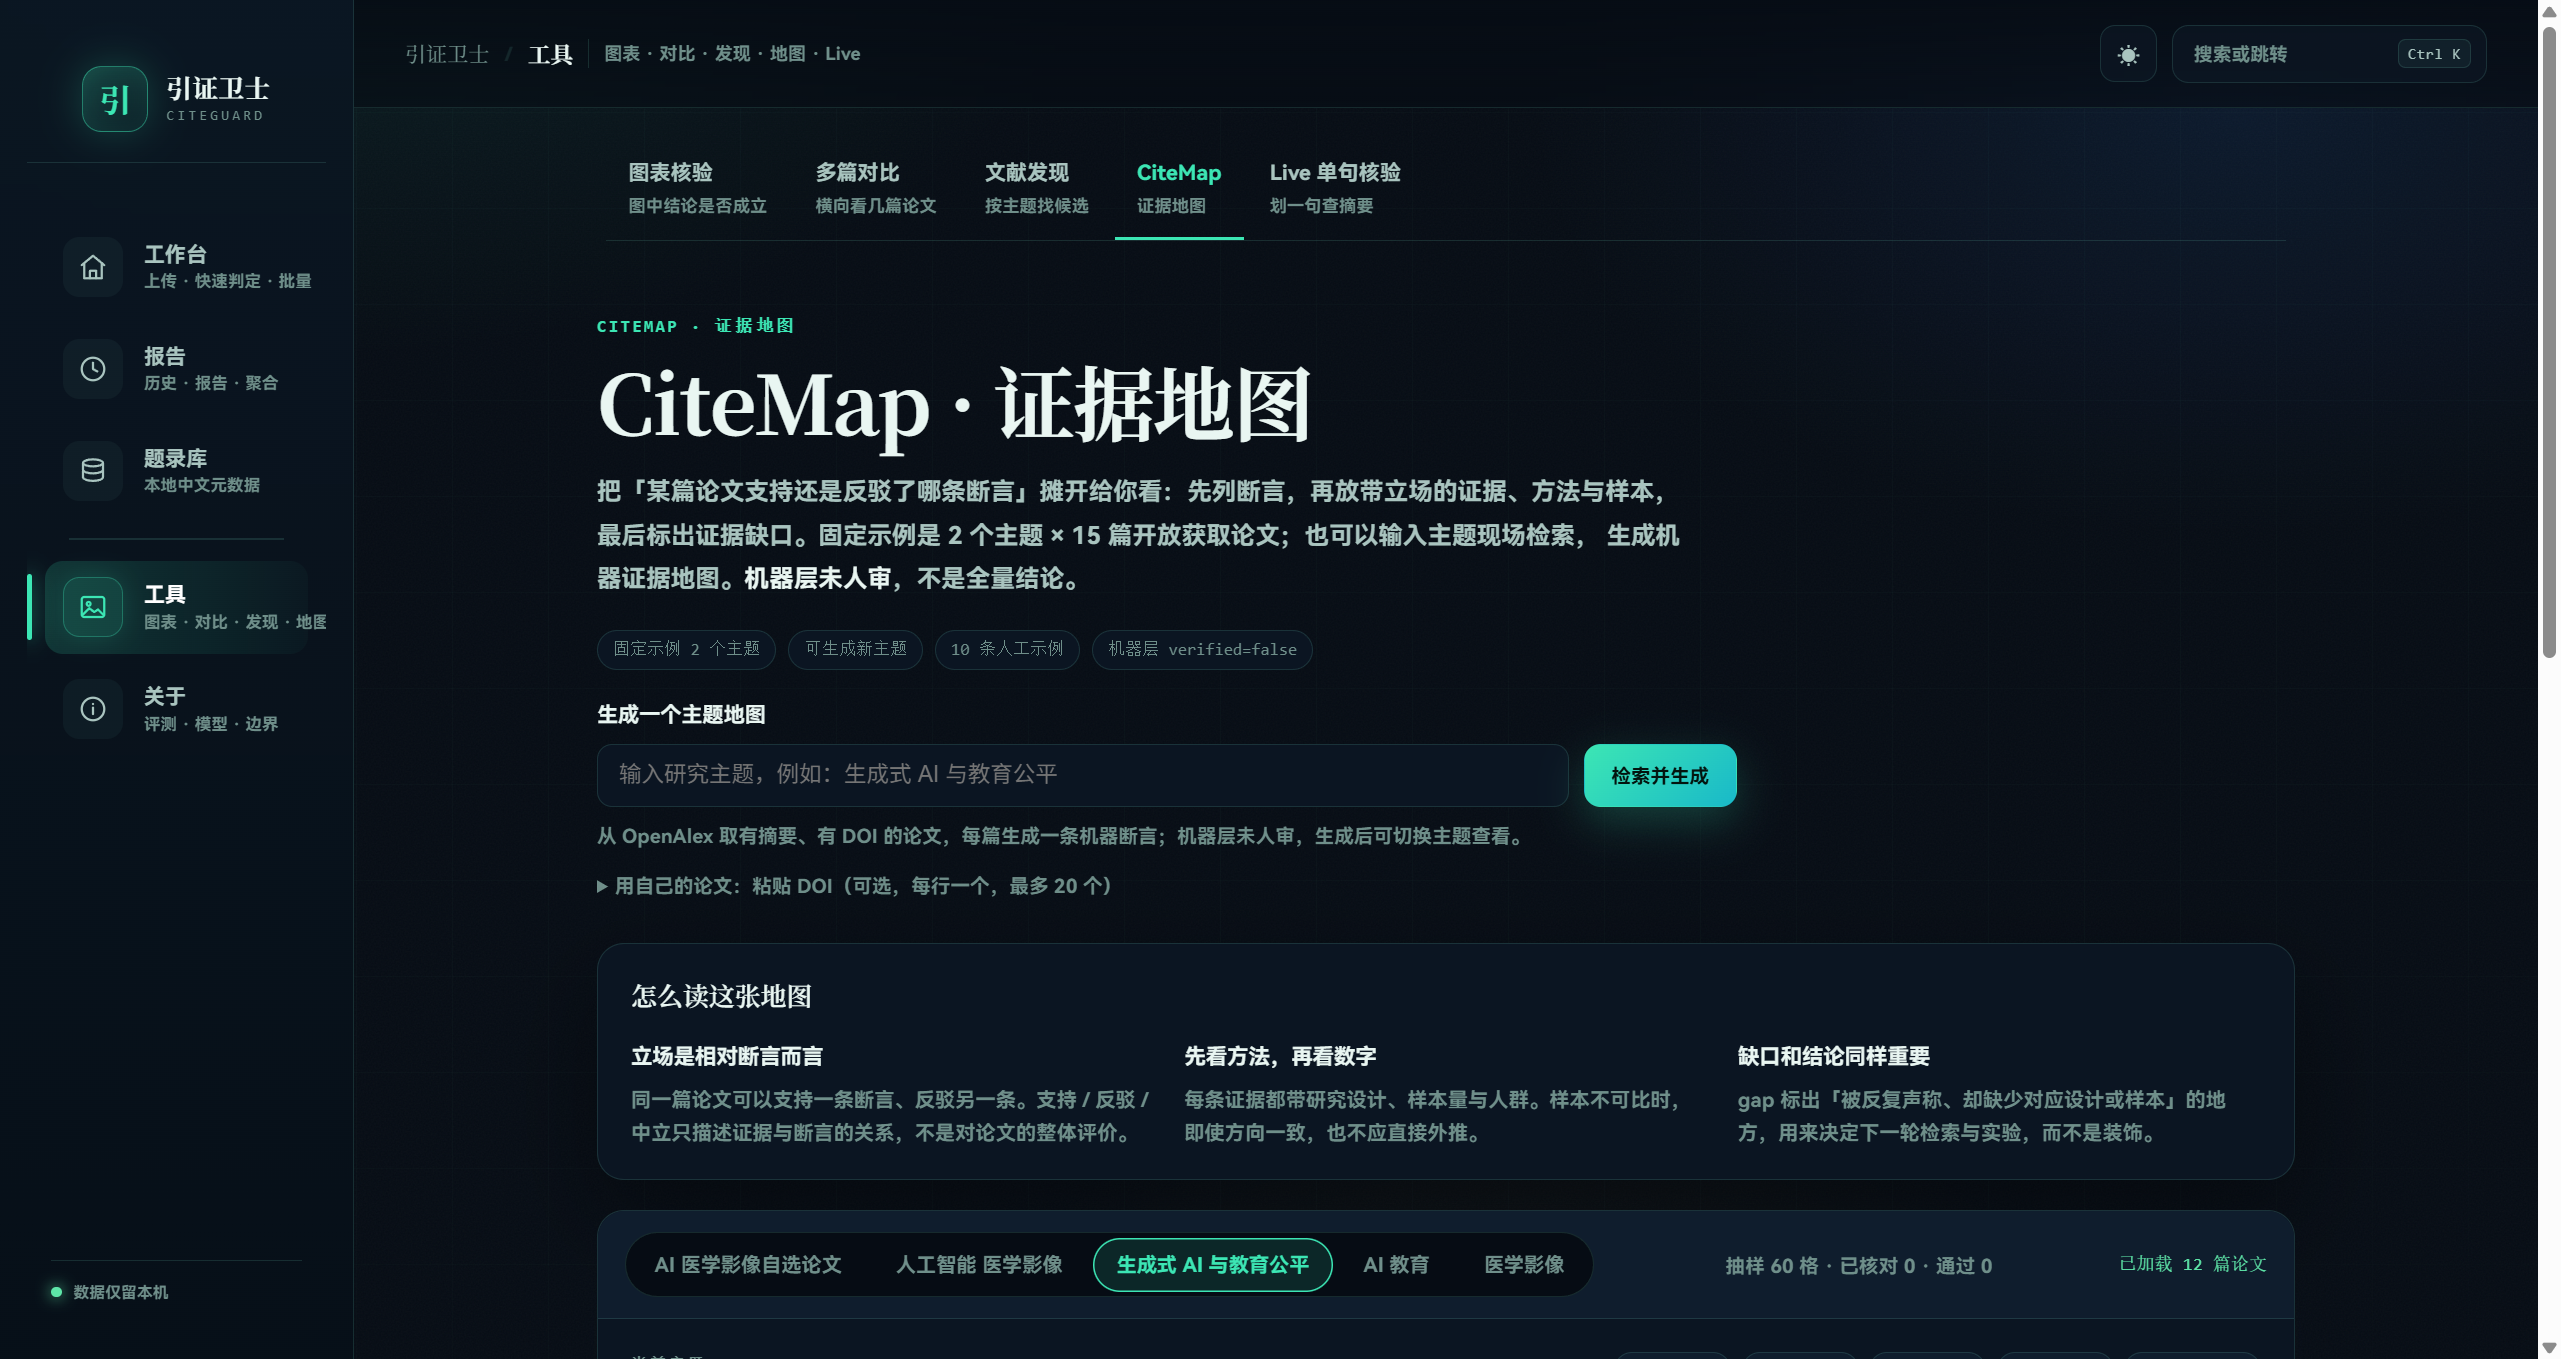 引
引证卫士
CITEGUARD
工作台
上传 · 快速判定 · 批量
报告
历史 · 报告 · 聚合
题录库
本地中文元数据
工具
图表 · 对比 · 发现 · 地图
关于
评测 · 模型 · 边界
数据仅留本机
引证卫士 / 工具 图表 · 对比 · 发现 · 地图 · Live
搜索或跳转 Ctrl K
图表核验 多篇对比 文献发现 CiteMap Live 单句核验
图中结论是否成立 横向看几篇论文 按主题找候选 证据地图 划一句查摘要
CITEMAP · 证据地图
CiteMap · 证据地图
把「某篇论文支持还是反驳了哪条断言」摊开给你看：先列断言，再放带立场的证据、方法与样本，
最后标出证据缺口。固定示例是 2 个主题 × 15 篇开放获取论文；也可以输入主题现场检索， 生成机
器证据地图。机器层未人审，不是全量结论。
固定示例 2 个主题 可生成新主题 10 条人工示例 机器层 verified=false
生成一个主题地图
输入研究主题，例如：生成式 AI 与教育公平 检索并生成
从 OpenAlex 取有摘要、有 DOI 的论文，每篇生成一条机器断言；机器层未人审，生成后可切换主题查看。
▶ 用自己的论文：粘贴 DOI（可选，每行一个，最多 20 个）
怎么读这张地图
立场是相对断言而言
同一篇论文可以支持一条断言、反驳另一条。支持 / 反驳 /
中立只描述证据与断言的关系，不是对论文的整体评价。
先看方法，再看数字
每条证据都带研究设计、样本量与人群。样本不可比时，
即使方向一致，也不应直接外推。
缺口和结论同样重要
gap 标出「被反复声称、却缺少对应设计或样本」的地
方，用来决定下一轮检索与实验，而不是装饰。
AI 医学影像自选论文 人工智能 医学影像 生成式 AI 与教育公平 AI 教育 医学影像 抽样 60 格 · 已核对 0 · 通过 0 已加载 12 篇论文